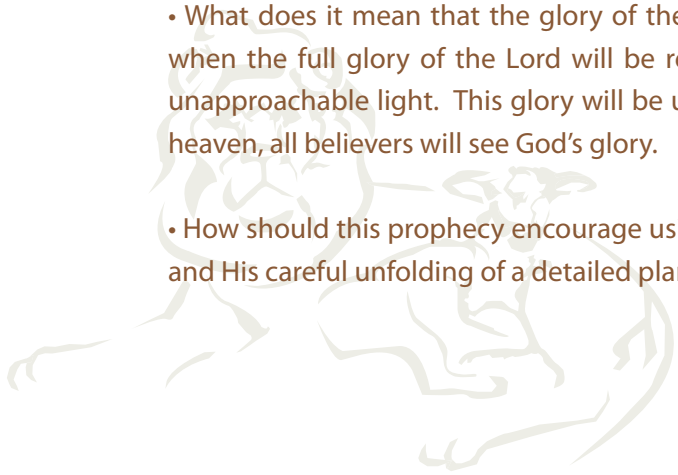 • What does it mean that the glory of the
when the full glory of the Lord will be
unapproachable light. This glory will be
heaven, all believers will see God's glory.
• How should this prophecy encourage us
and His careful unfolding of a detailed